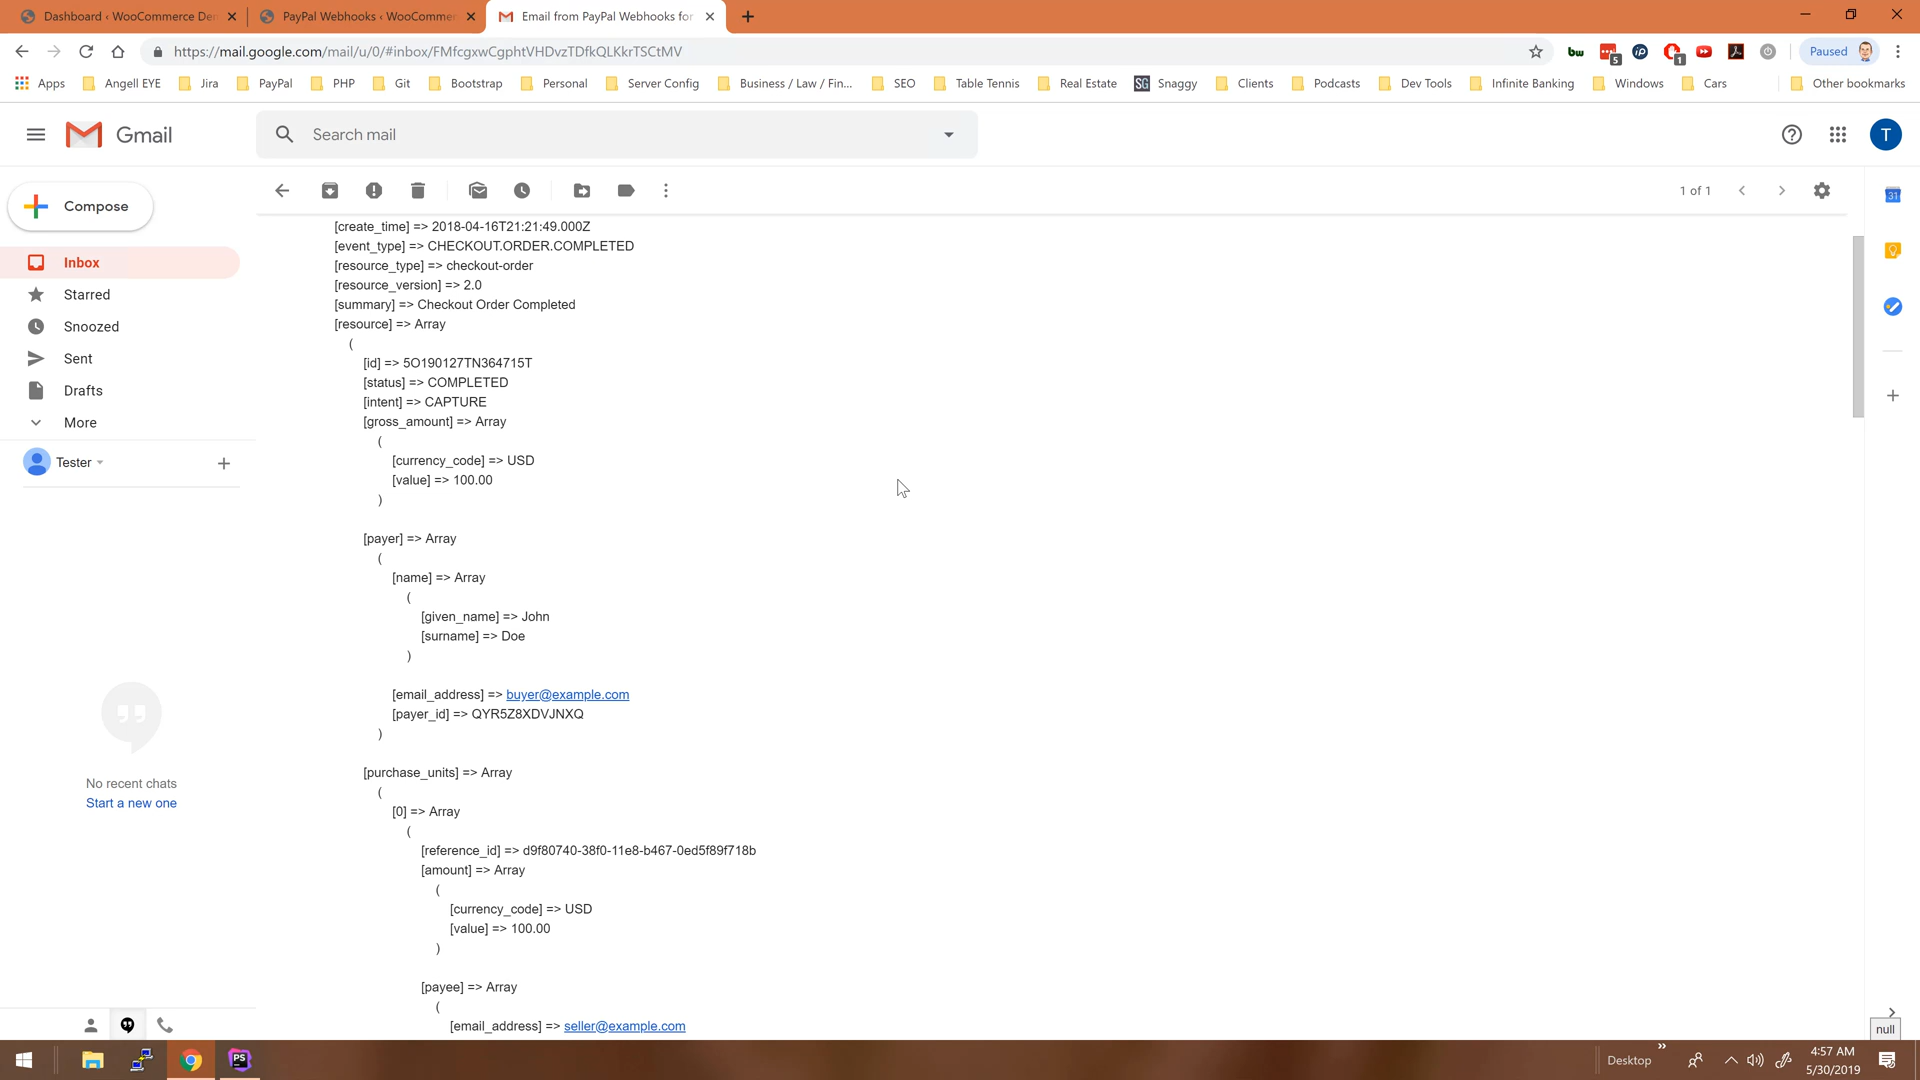 Dashboard ‹ WooCommerce Den
PayPal Webhooks ‹ WooCommer
Email from PayPal Webhooks for
https://mail.google.com/mail/u/0/#inbox/FMfcgxwCgphtVHDvzTDfkQLKkrTSCtMV
bw
5
1
Paused
Apps
Angell EYE
Jira
PayPal
PHP
Git
Bootstrap
Personal
Server Config
Business / Law / Fin...
SEO
Table Tennis
Real Estate
SG
Snaggy
Clients
Podcasts
Dev Tools
Infinite Banking
Windows
Cars
Other bookmarks
Gmail
Search mail
T
Compose
1 of 1
31
Inbox
Starred
Snoozed
Sent
Drafts
More
Tester
No recent chats
Start a new one
[create_time] => 2018-04-16T21:21:49.000Z
[event_type] => CHECKOUT.ORDER.COMPLETED
[resource_type] => checkout-order
[resource_version] => 2.0
[summary] => Checkout Order Completed
[resource] => Array
(
[id] => 5O190127TN364715T
[status] => COMPLETED
[intent] => CAPTURE
[gross_amount] => Array
(
[currency_code] => USD
[value] => 100.00
)
[payer] => Array
(
[name] => Array
(
[given_name] => John
[surname] => Doe
)
[email_address] => buyer@example.com
[payer_id] => QYR5Z8XDVJNXQ
)
[purchase_units] => Array
(
[0] => Array
(
[reference_id] => d9f80740-38f0-11e8-b467-0ed5f89f718b
[amount] => Array
(
[currency_code] => USD
[value] => 100.00
)
[payee] => Array
(
[email_address] => seller@example.com
null
PS
Desktop
4:57 AM
5/30/2019